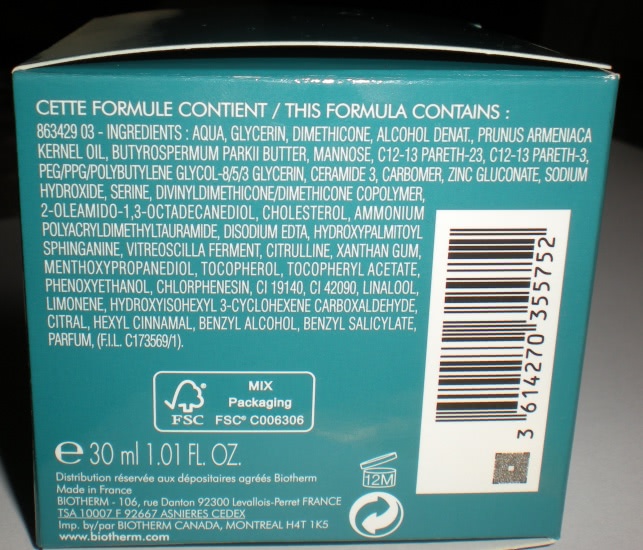 CETTE FORMULE CONTIENT / THIS FORMULA CONTAINS :
863429 03 - INGREDIENTS : AQUA, GLYCERIN, DIMETHICONE, ALCOHOL DENAT., PRUNUS ARMENIACA
KERNEL OIL, BUTYROSPERMUM PARKII BUTTER, MANNOSE, C12-13 PARETH-23, C12-13 PARETH-3,
PEG/PPG/POLYBUTYLENE GLYCOL-8/5/3 GLYCERIN, CERAMIDE 3, CARBOMER, ZINC GLUCONATE, SODIUM
HYDROXIDE, SERINE, DIVINYLDIMETHICONE/DIMETHICONE COPOLYMER,
2-OLEAMIDO-1,3-OCTADECANEDIOL, CHOLESTEROL, AMMONIUM
POLYACRYLDIMETHYLTAURAMIDE, DISODIUM EDTA, HYDROXYPALMITOYL
SPHINGANINE, VITREOSCILLA FERMENT, CITRULLINE, XANTHAN GUM,
MENTHOXYPROPANEDIOL, TOCOPHEROL, TOCOPHERYL ACETATE,
PHENOXYETHANOL, CHLORPHENESIN, CI 19140, CI 42090, LINALOOL,
LIMONENE, HYDROXYISOHEXYL 3-CYCLOHEXENE CARBOXALDEHYDE,
CITRAL, HEXYL CINNAMAL, BENZYL ALCOHOL, BENZYL SALICYLATE,
PARFUM, (F.I.L. C173569/1).
FSC
MIX
Packaging
FSC® C006306
3 614270 355752
℮ 30 ml 1.01 FL. OZ.
12M
Distribution réservée aux dépositaires agréés Biotherm
Made in France
BIOTHERM - 106, rue Danton 92300 Levallois-Perret FRANCE
TSA 10007 F 92667 ASNIERES CEDEX
Imp. by/par BIOTHERM CANADA, MONTREAL H4T 1K5
www.biotherm.com